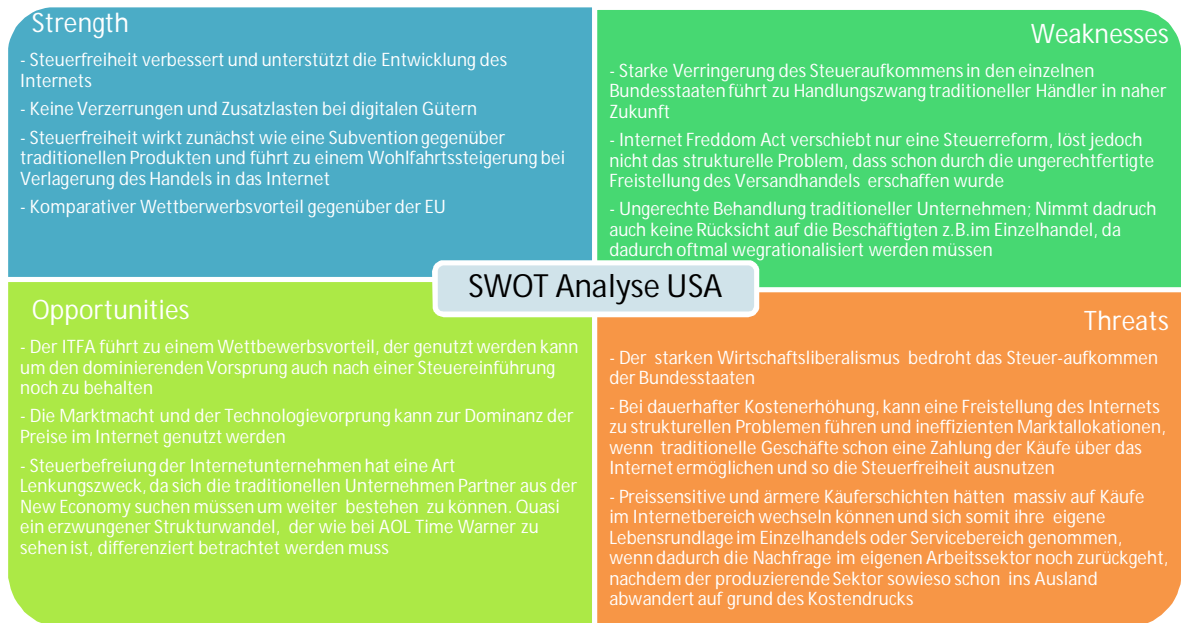 Strength
- Steuerfreiheit verbessert und unterstützt die Entwicklung des
Internets
- Keine Verzerrungen und Zusatzlasten bei digitalen Gütern
- Steuerfreiheit wirkt zunächst wie eine Subvention gegenüber
traditionellen Produkten und führt zu einem Wohlfahrtssteigerung bei
Verlagerung des Handels in das Internet
- Komparativer Wettberwerbsvorteil gegenüber der EU
Weaknesses
- Starke Verringerung des Steueraufkommens in den einzelnen
Bundesstaaten führt zu Handlungszwang traditioneller Händler in naher
Zukunft
- Internet Freddom Act verschiebt nur eine Steuerreform, löst jedoch
nicht das strukturelle Problem, dass schon durch die ungerechtfertigte
Freistellung des Versandhandels erschaffen wurde
- Ungerechte Behandlung traditioneller Unternehmen; Nimmt dadruch
auch keine Rücksicht auf die Beschäftigten z.B.im Einzelhandel, da
dadurch oftmal wegrationalisiert werden müssen
SWOT Analyse USA
Opportunities
- Der ITFA führt zu einem Wettbewerbsvorteil, der genutzt werden kann
um den dominierenden Vorsprung auch nach einer Steuereinführung
noch zu behalten
- Die Marktmacht und der Technologievorprung kann zur Dominanz der
Preise im Internet genutzt werden
- Steuerbefreiung der Internetunternehmen hat eine Art
Lenkungszweck, da sich die traditionellen Unternehmen Partner aus der
New Economy suchen müssen um weiter bestehen zu können. Quasi
ein erzwungener Strukturwandel, der wie bei AOL Time Warner zu
sehen ist, differenziert betrachtet werden muss
Threats
- Der starken Wirtschaftsliberalismus bedroht das Steuer-aufkommen
der Bundesstaaten
- Bei dauerhafter Kostenerhöhung, kann eine Freistellung des Internets
zu strukturellen Problemen führen und ineffizienten Marktallokationen,
wenn traditionelle Geschäfte schon eine Zahlung der Käufe über das
Internet ermöglichen und so die Steuerfreiheit ausnutzen
- Preissensitive und ärmere Käuferschichten hätten massiv auf Käufe
im Internetbereich wechseln können und sich somit ihre eigene
Lebensrundlage im Einzelhandels oder Servicebereich genommen,
wenn dadurch die Nachfrage im eigenen Arbeitssektor noch zurückgeht,
nachdem der produzierende Sektor sowieso schon ins Ausland
abwandert auf grund des Kostendrucks